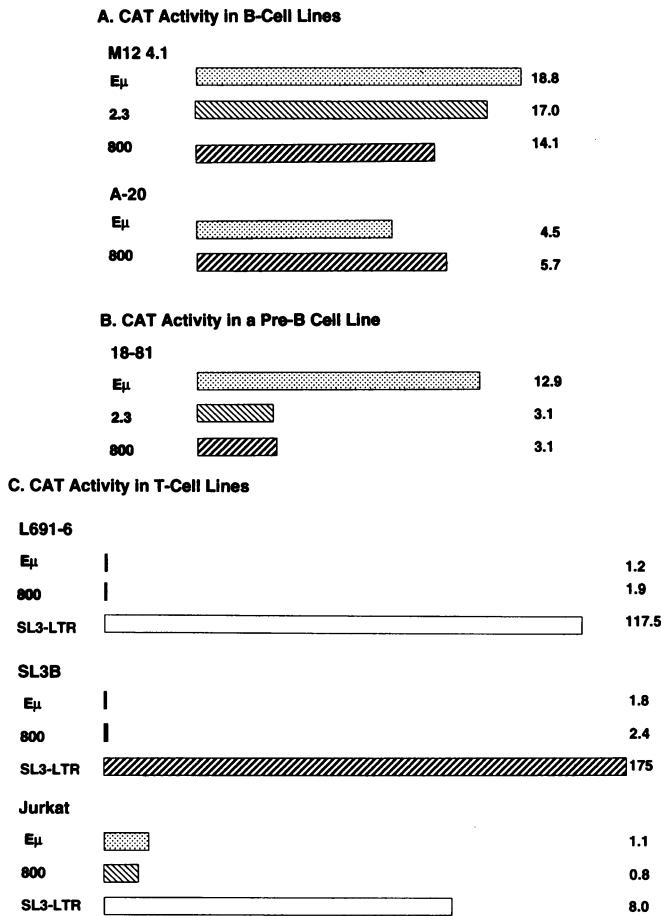 A. CAT Activity in B-Cell Lines
M12 4.1
Eμ 18.8
2.3 17.0
800 14.1
A-20
Eμ 4.5
800 5.7
B. CAT Activity in a Pre-B Cell Line
18-81
Eμ 12.9
2.3 3.1
800 3.1
C. CAT Activity in T-Cell Lines
L691-6
Eμ 1.2
800 1.9
SL3-LTR 117.5
SL3B
Eμ 1.8
800 2.4
SL3-LTR 175
Jurkat
Eμ 1.1
800 0.8
SL3-LTR 8.0